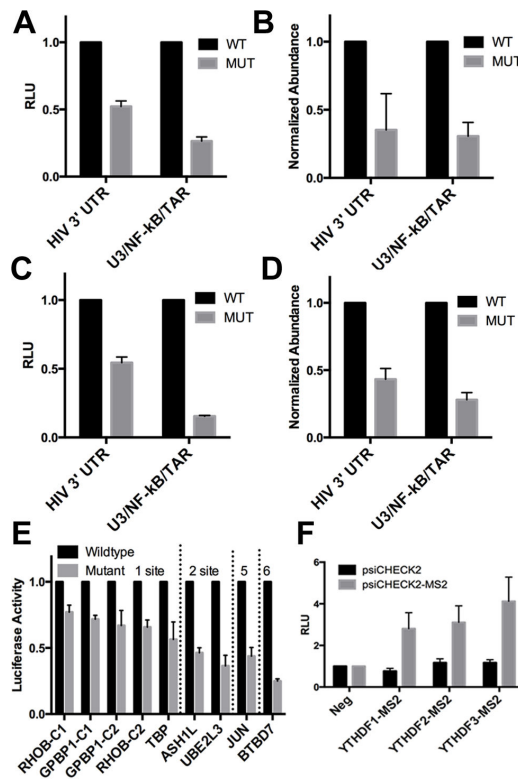 A
RLU
1.0
0.5
0.0
WT
MUT
HIV 3' UTR
U3/NF-kB/TAR
B
Normalized Abundance
1.0
0.5
0.0
WT
MUT
HIV 3' UTR
U3/NF-kB/TAR
C
RLU
1.0
0.5
0.0
WT
MUT
HIV 3' UTR
U3/NF-kB/TAR
D
Normalized Abundance
1.0
0.5
0.0
WT
MUT
HIV 3' UTR
U3/NF-kB/TAR
E
Luciferase Activity
Wildtype
Mutant 1 site 2 site 5 6
1.0
0.5
0.0
RHOB-C1
GPBP1-C1
GPBP1-C2
RHOB-C2
TBP
ASH1L
UBE2L3
JUN
BTBD7
F
RLU
6
4
2
0
psiCHECK2
psiCHECK2-MS2
Neg
YTHDF1-MS2
YTHDF2-MS2
YTHDF3-MS2